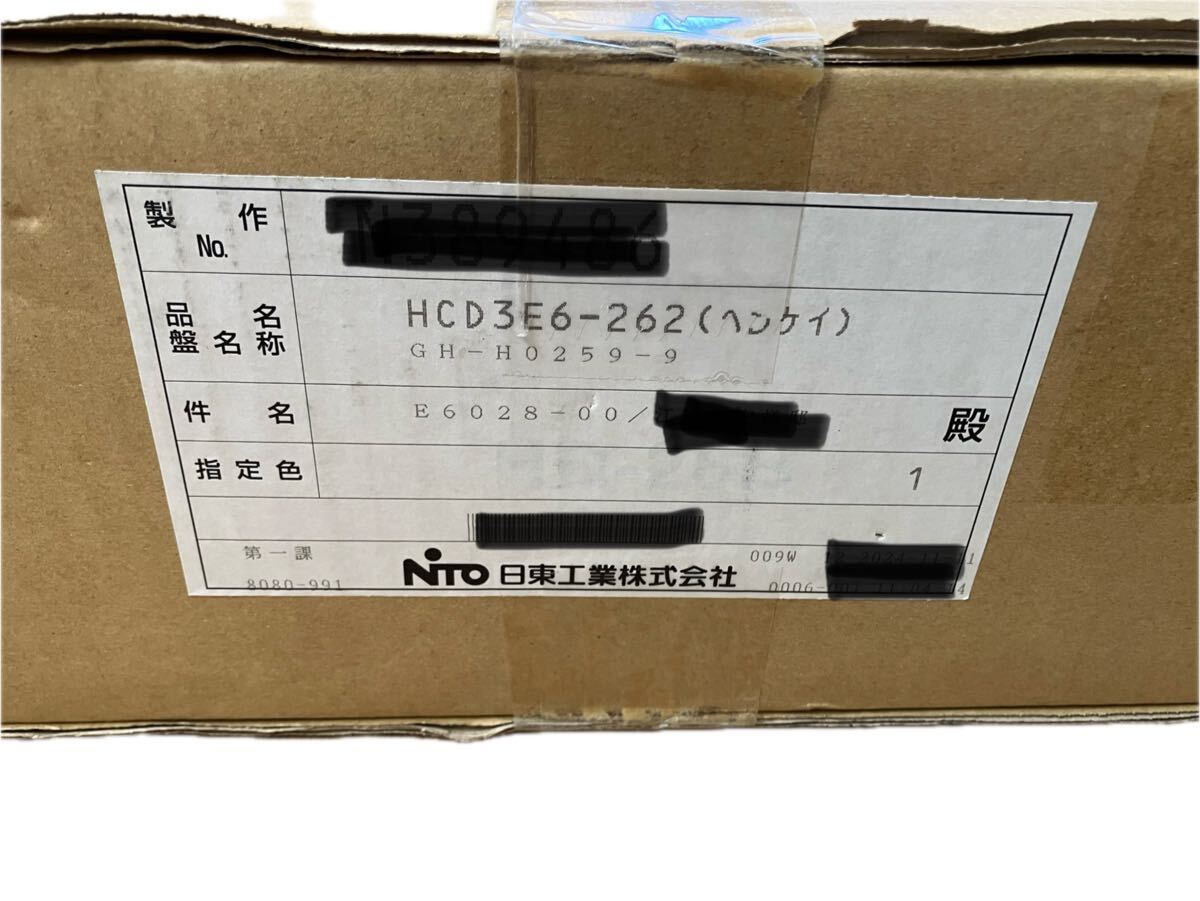 製作
No.
品名
盤名称
HCD3E6-262(ヘンケイ)
GH-H0259-9
件名
E6028-00/
殿
指定色
1
第一課
8080-991
NITO 日東工業株式会社
009W
0006-001